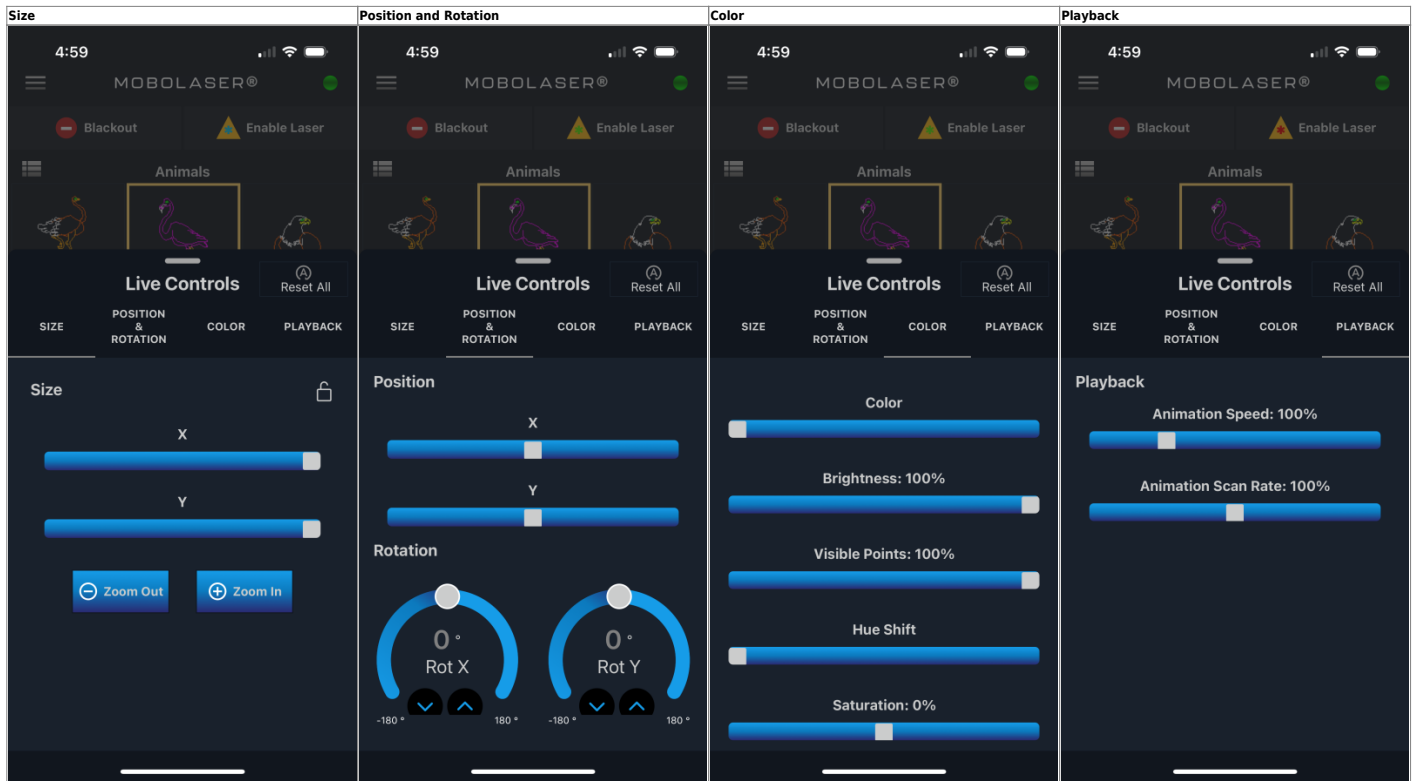 Size
4:59
MOBOLASER®
Blackout
Enable Laser
Animals
Live Controls
Reset All
SIZE
POSITION
&
ROTATION
COLOR
PLAYBACK
Size
X
Y
Zoom Out
Zoom In
Position and Rotation
4:59
MOBOLASER®
Blackout
Enable Laser
Animals
Live Controls
Reset All
SIZE
POSITION
&
ROTATION
COLOR
PLAYBACK
Position
X
Y
Rotation
0 °
Rot X
-180 °
180 °
0 °
Rot Y
-180 °
180 °
Color
4:59
MOBOLASER®
Blackout
Enable Laser
Animals
Live Controls
Reset All
SIZE
POSITION
&
ROTATION
COLOR
PLAYBACK
Color
Brightness: 100%
Visible Points: 100%
Hue Shift
Saturation: 0%
Playback
4:59
MOBOLASER®
Blackout
Enable Laser
Animals
Live Controls
Reset All
SIZE
POSITION
&
ROTATION
COLOR
PLAYBACK
Playback
Animation Speed: 100%
Animation Scan Rate: 100%